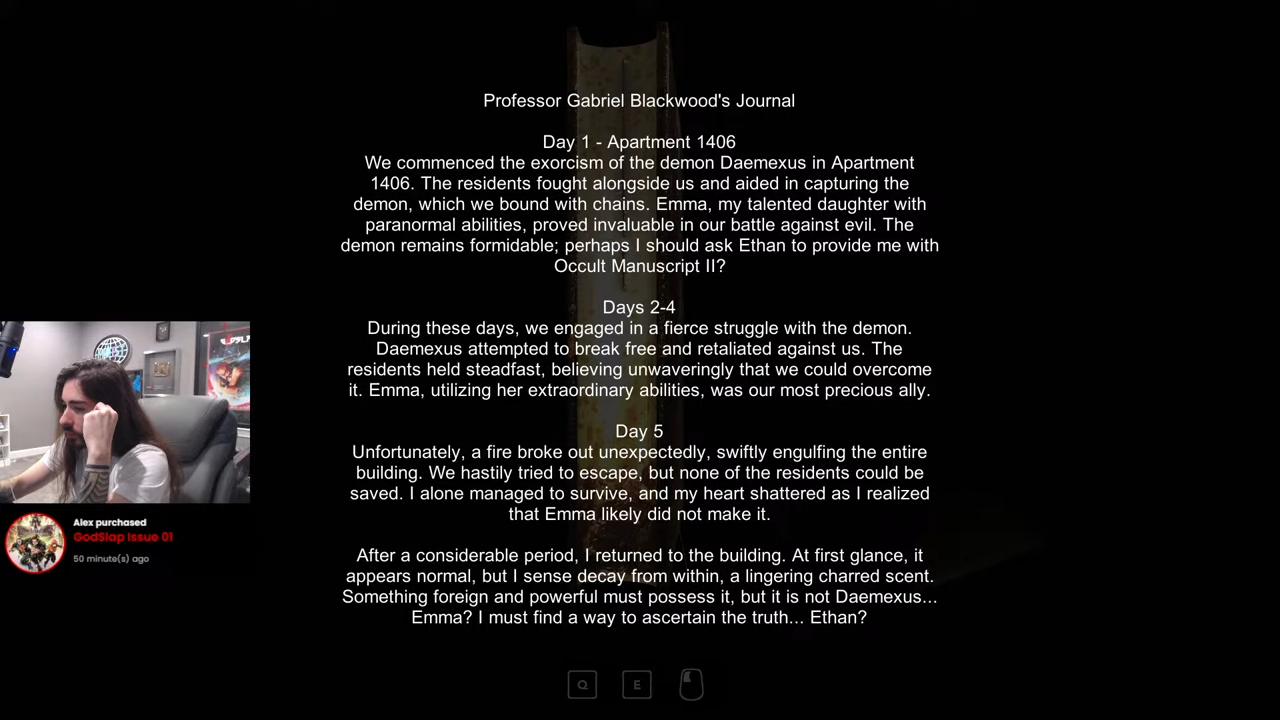 Professor Gabriel Blackwood's Journal
Day 1 - Apartment 1406
We commenced the exorcism of the demon Daemexus in Apartment
1406. The residents fought alongside us and aided in capturing the
demon, which we bound with chains. Emma, my talented daughter with
paranormal abilities, proved invaluable in our battle against evil. The
demon remains formidable; perhaps I should ask Ethan to provide me with
Occult Manuscript II?
Days 2-4
During these days, we engaged in a fierce struggle with the demon.
Daemexus attempted to break free and retaliated against us. The
residents held steadfast, believing unwaveringly that we could overcome
it. Emma, utilizing her extraordinary abilities, was our most precious ally.
Day 5
Unfortunately, a fire broke out unexpectedly, swiftly engulfing the entire
building. We hastily tried to escape, but none of the residents could be
saved. I alone managed to survive, and my heart shattered as I realized
that Emma likely did not make it.
After a considerable period, I returned to the building. At first glance, it
appears normal, but I sense decay from within, a lingering charred scent.
Something foreign and powerful must possess it, but it is not Daemexus...
Emma? I must find a way to ascertain the truth... Ethan?
Alex purchased
GodSlap Issue 01
50 minute(s) ago
Q
E